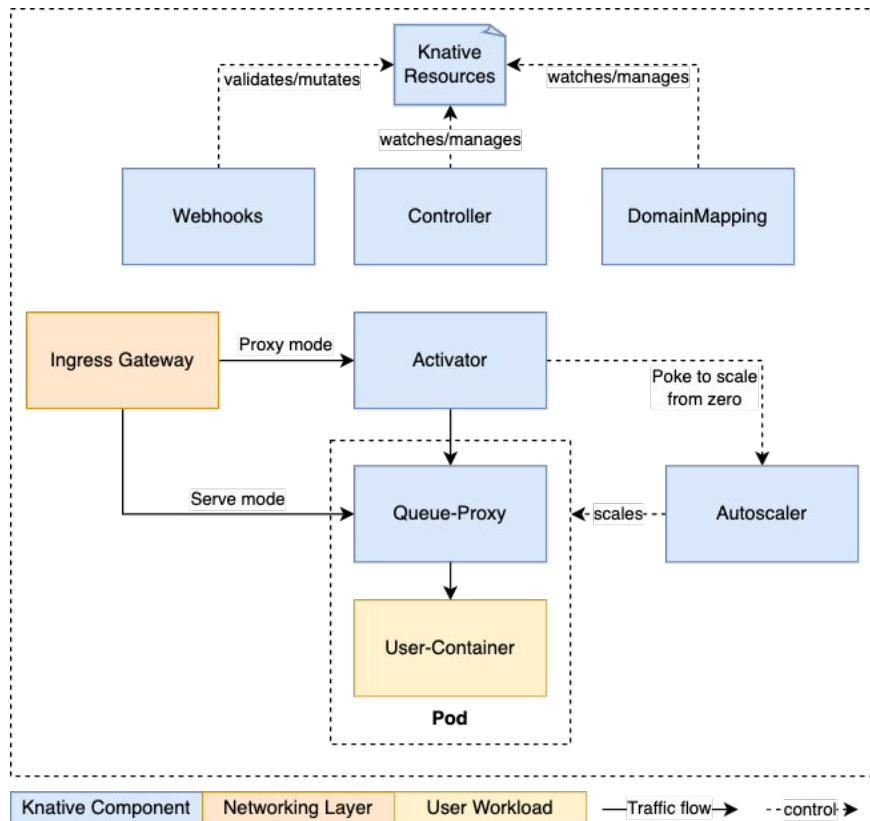 Knative
Resources
validates/mutates
watches/manages
watches/manages
Webhooks
Controller
DomainMapping
Ingress Gateway
Proxy mode
Activator
Poke to scale
from zero
Serve mode
Queue-Proxy
scales
Autoscaler
User-Container
Pod
Knative Component
Networking Layer
User Workload
Traffic flow
control